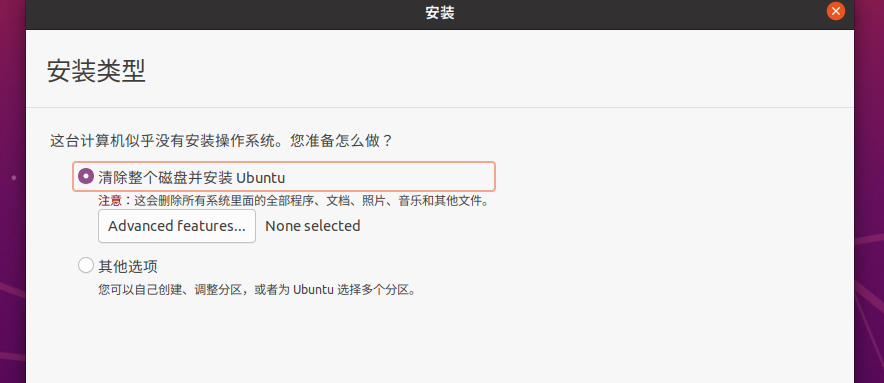 安装
安装类型
这台计算机似乎没有安装操作系统。您准备怎么做？
清除整个磁盘并安装 Ubuntu
注意：这会删除所有系统里面的全部程序、文档、照片、音乐和其他文件。
Advanced features... None selected
其他选项
您可以自己创建、调整分区，或者为 Ubuntu 选择多个分区。